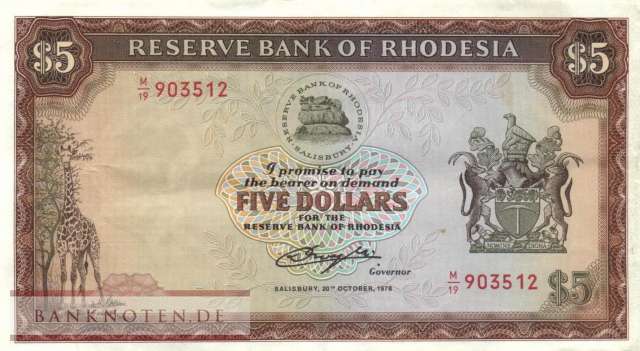 $5 RESERVE BANK OF RHODESIA $5
M/19 903512
RESERVE BANK OF RHODESIA
SALISBURY
I promise to pay
the bearer on demand
FIVE DOLLARS
FOR THE
RESERVE BANK OF RHODESIA
Governor
M/19 903512
SALISBURY, 20TH OCTOBER, 1978
$5
BANKNOTEN.DE